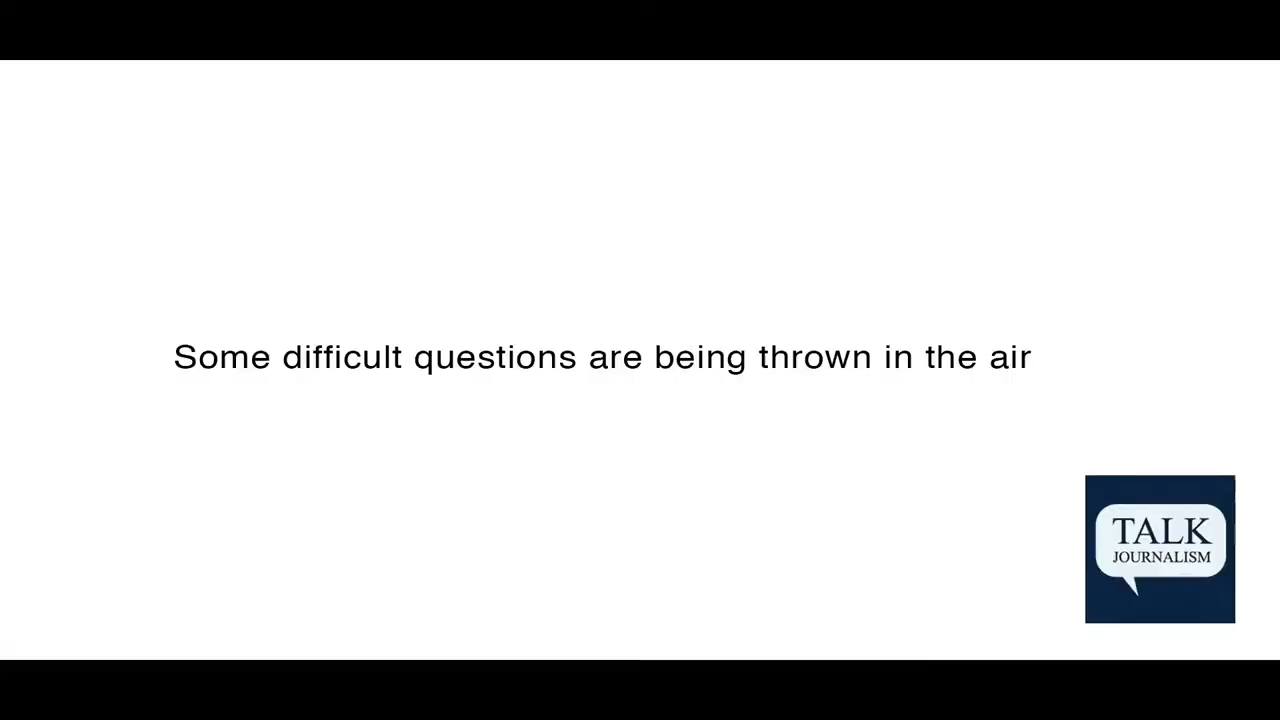 Some difficult questions are being thrown in the air
TALK
JOURNALISM